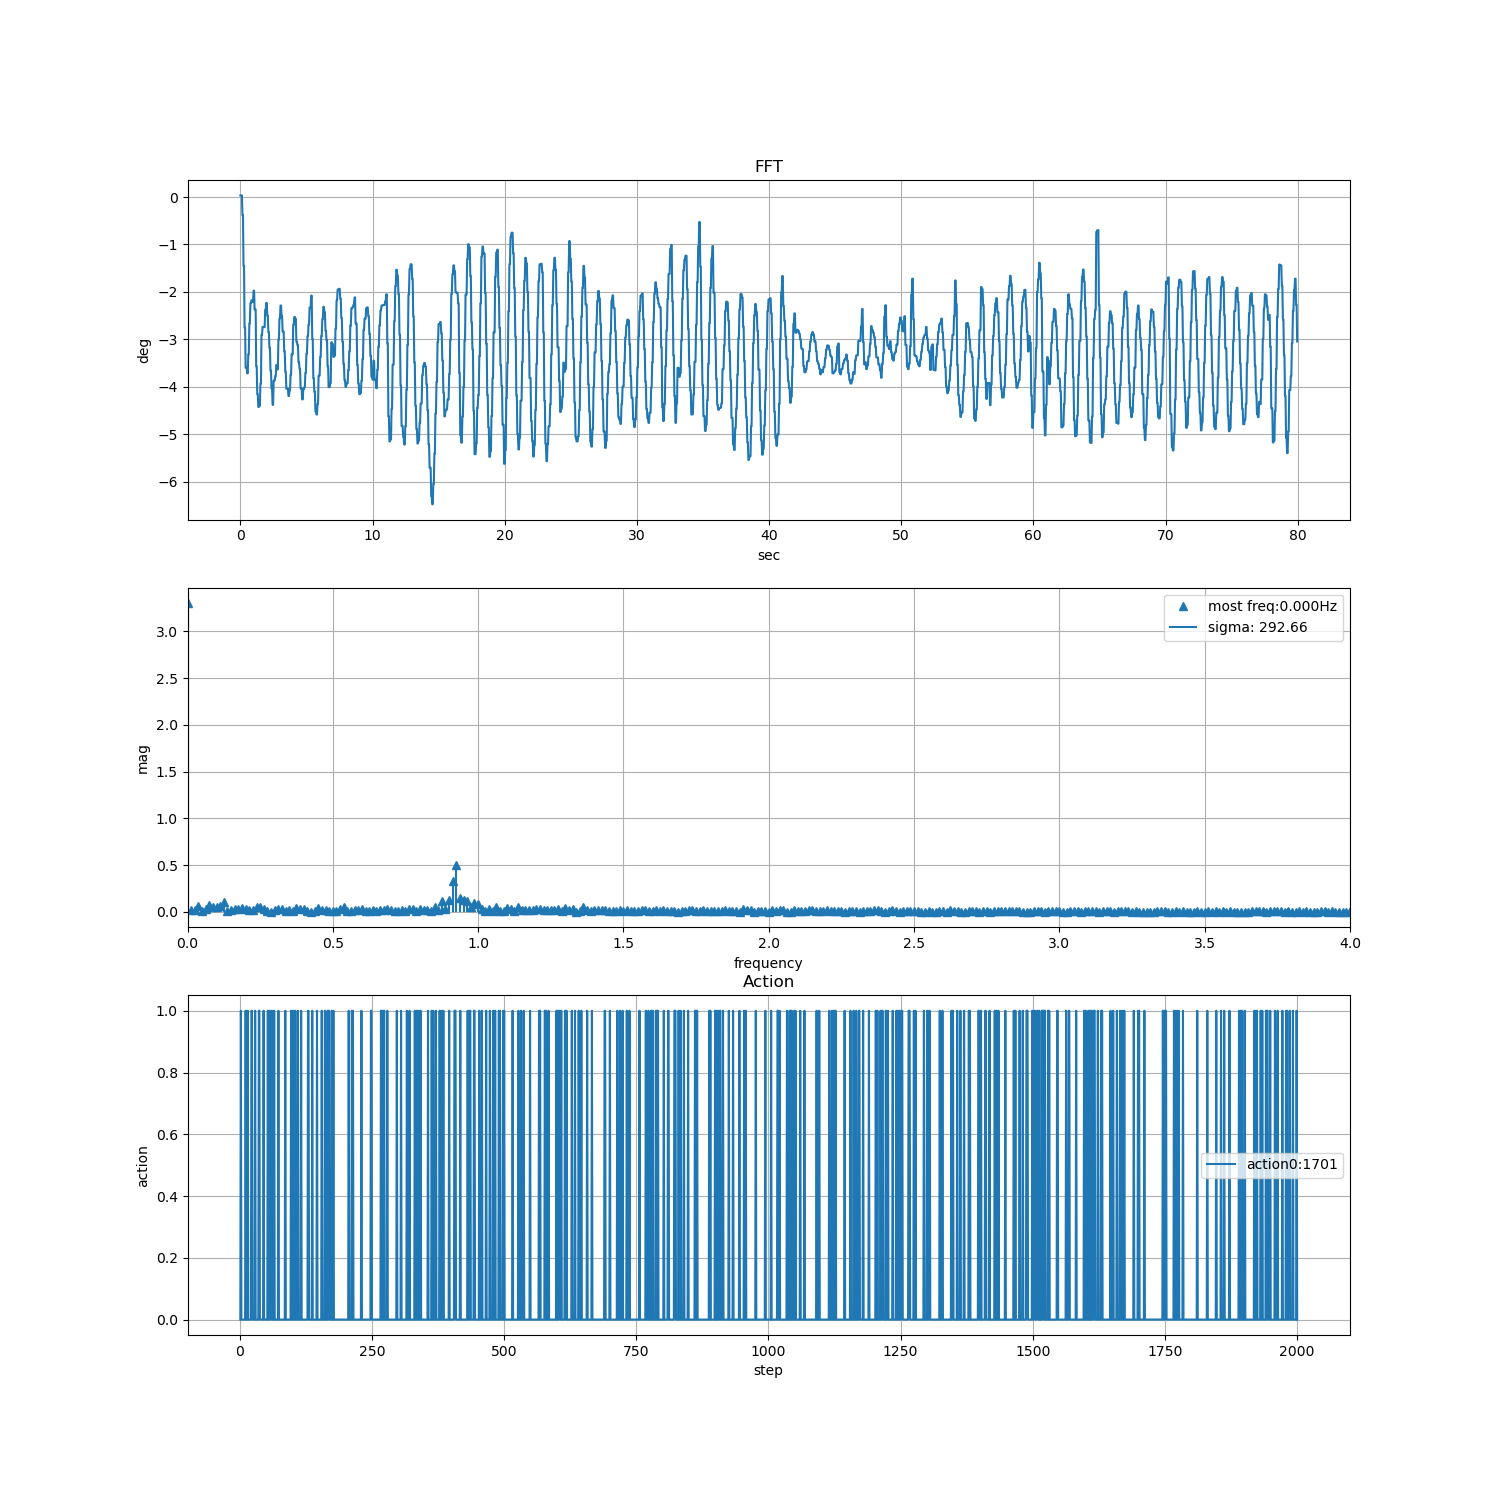 FFT
0
−1
−2
−3
−4
−5
−6
deg
0 10 20 30 40 50 60 70 80
sec
most freq:0.000Hz
sigma: 292.66
3.0
2.5
2.0
1.5
1.0
0.5
0.0
mag
0.0 0.5 1.0 1.5 2.0 2.5 3.0 3.5 4.0
frequency
Action
1.0
0.8
0.6
0.4
0.2
0.0
action
action0:1701
0 250 500 750 1000 1250 1500 1750 2000
step